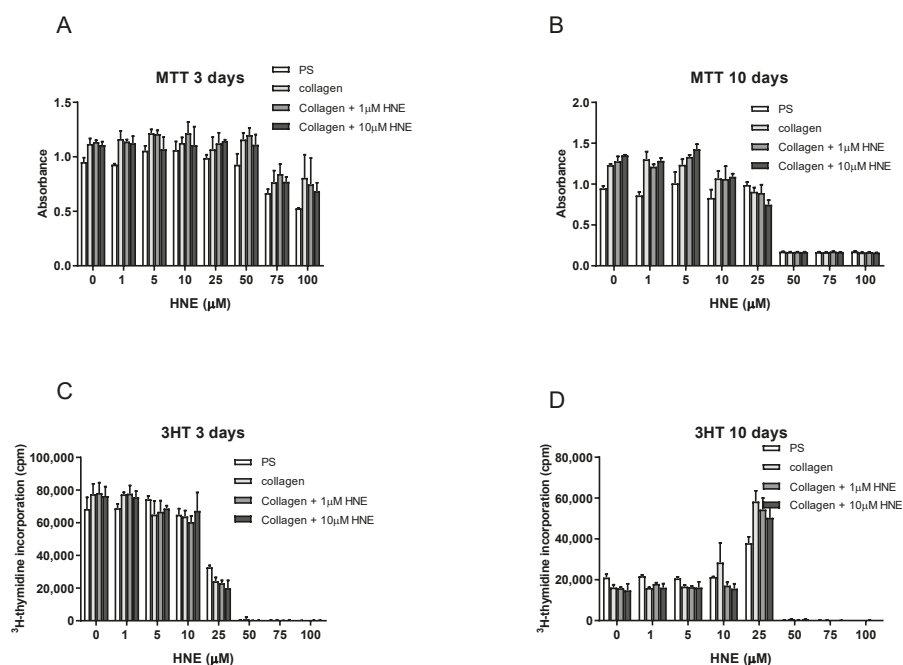 A
MTT 3 days
PS
collagen
Collagen + 1μM HNE
Collagen + 10μM HNE
1.5
1.0
0.5
0.0
Absorbance
0 1 5 10 25 50 75 100
HNE (μM)
B
MTT 10 days
PS
collagen
Collagen + 1μM HNE
Collagen + 10μM HNE
2.0
1.5
1.0
0.5
0.0
Absorbance
0 1 5 10 25 50 75 100
HNE (μM)
C
3HT 3 days
PS
collagen
Collagen + 1μM HNE
Collagen + 10μM HNE
100,000
80,000
60,000
40,000
20,000
0
³H-thymidine incorporation (cpm)
0 1 5 10 25 50 75 100
HNE (μM)
D
3HT 10 days
PS
collagen
Collagen + 1μM HNE
Collagen + 10μM HNE
80,000
60,000
40,000
20,000
0
³H-thymidine incorporation (cpm)
0 1 5 10 25 50 75 100
HNE (μM)